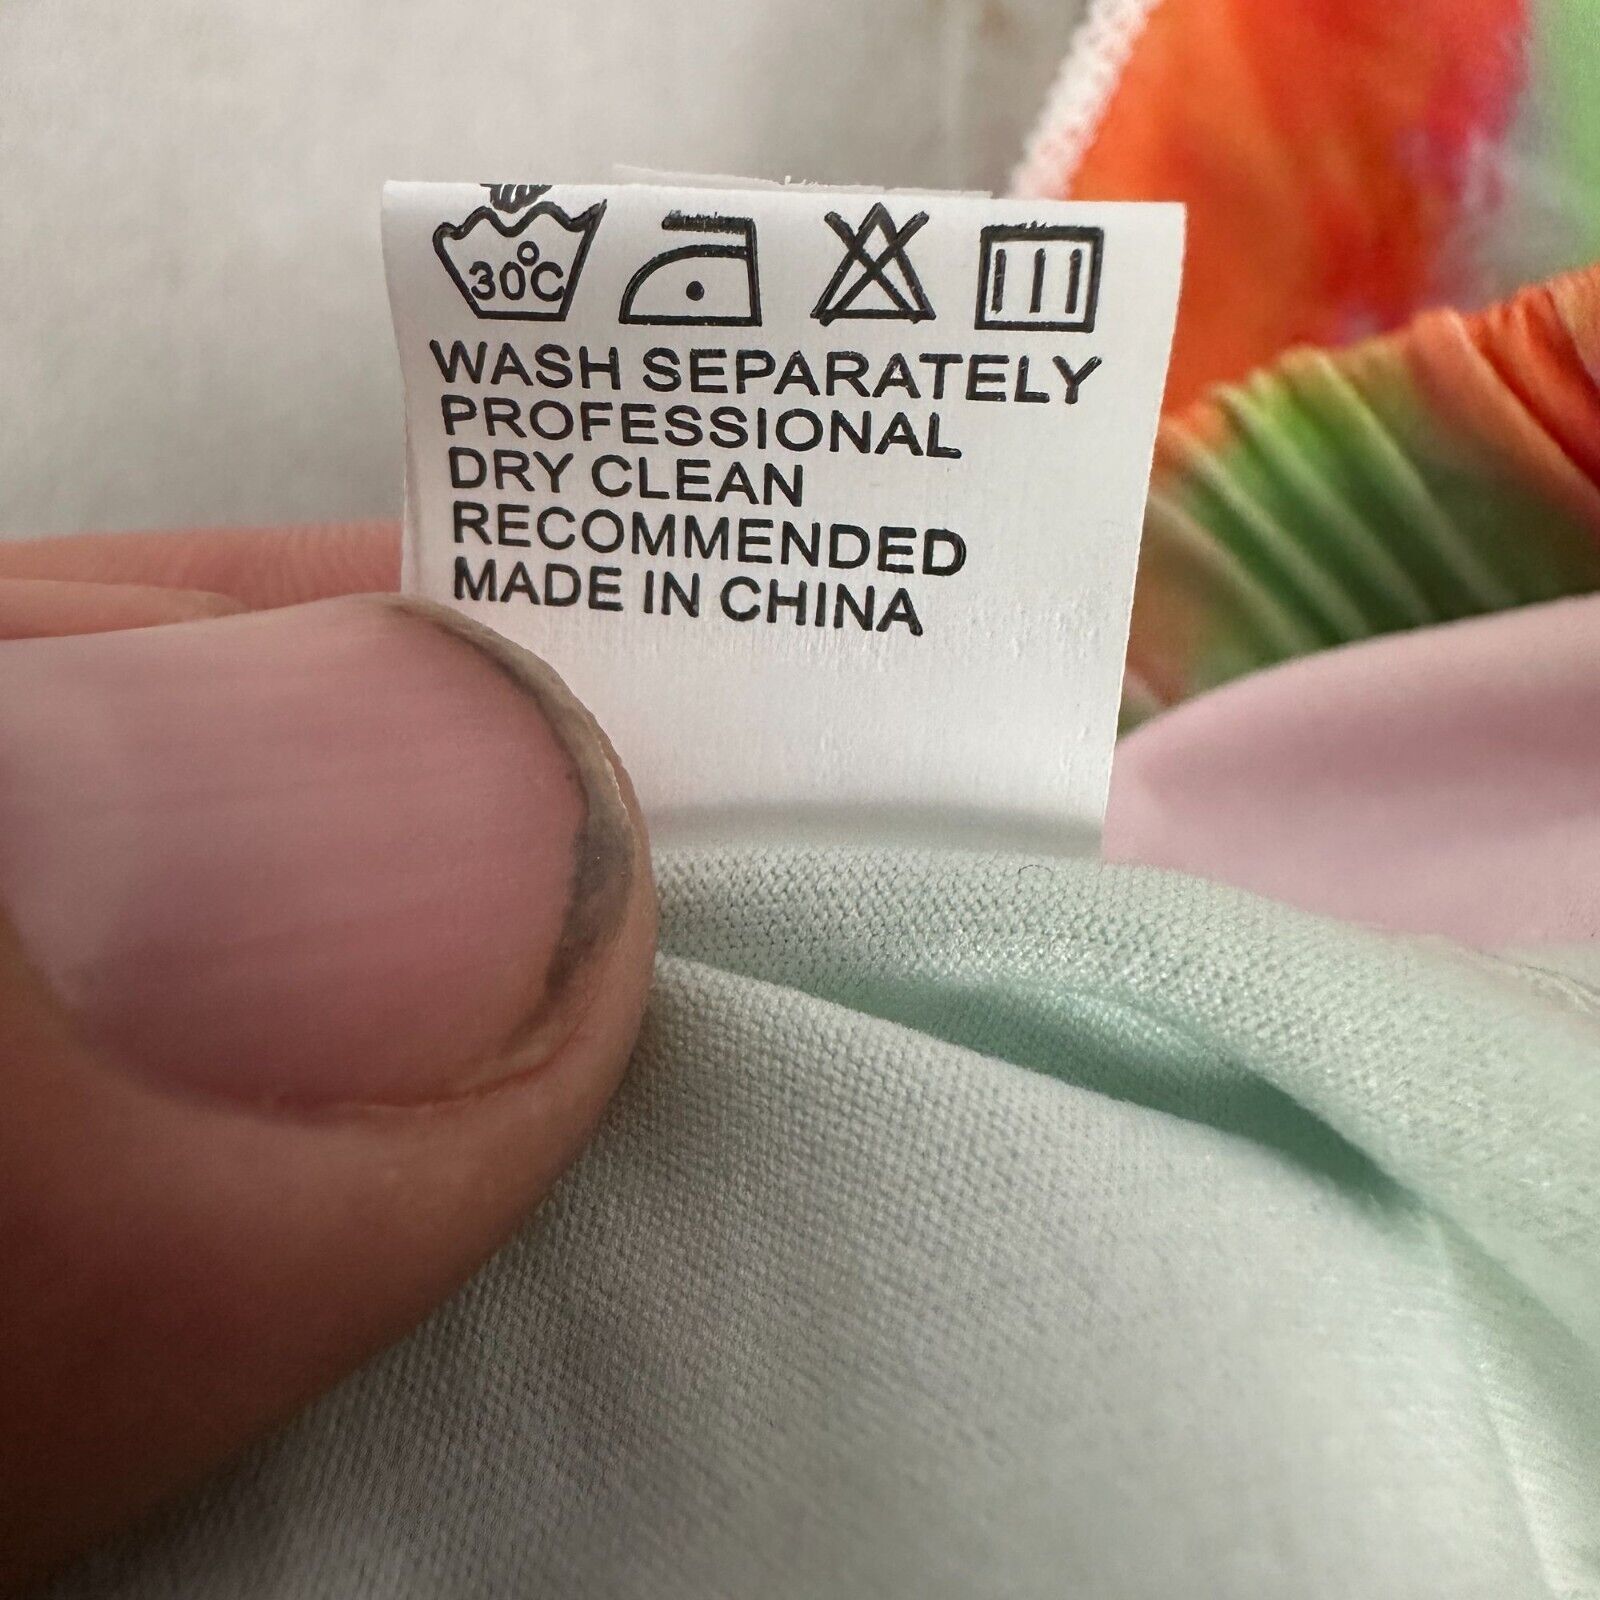 30°C
WASH SEPARATELY
PROFESSIONAL
DRY CLEAN
RECOMMENDED
MADE IN CHINA